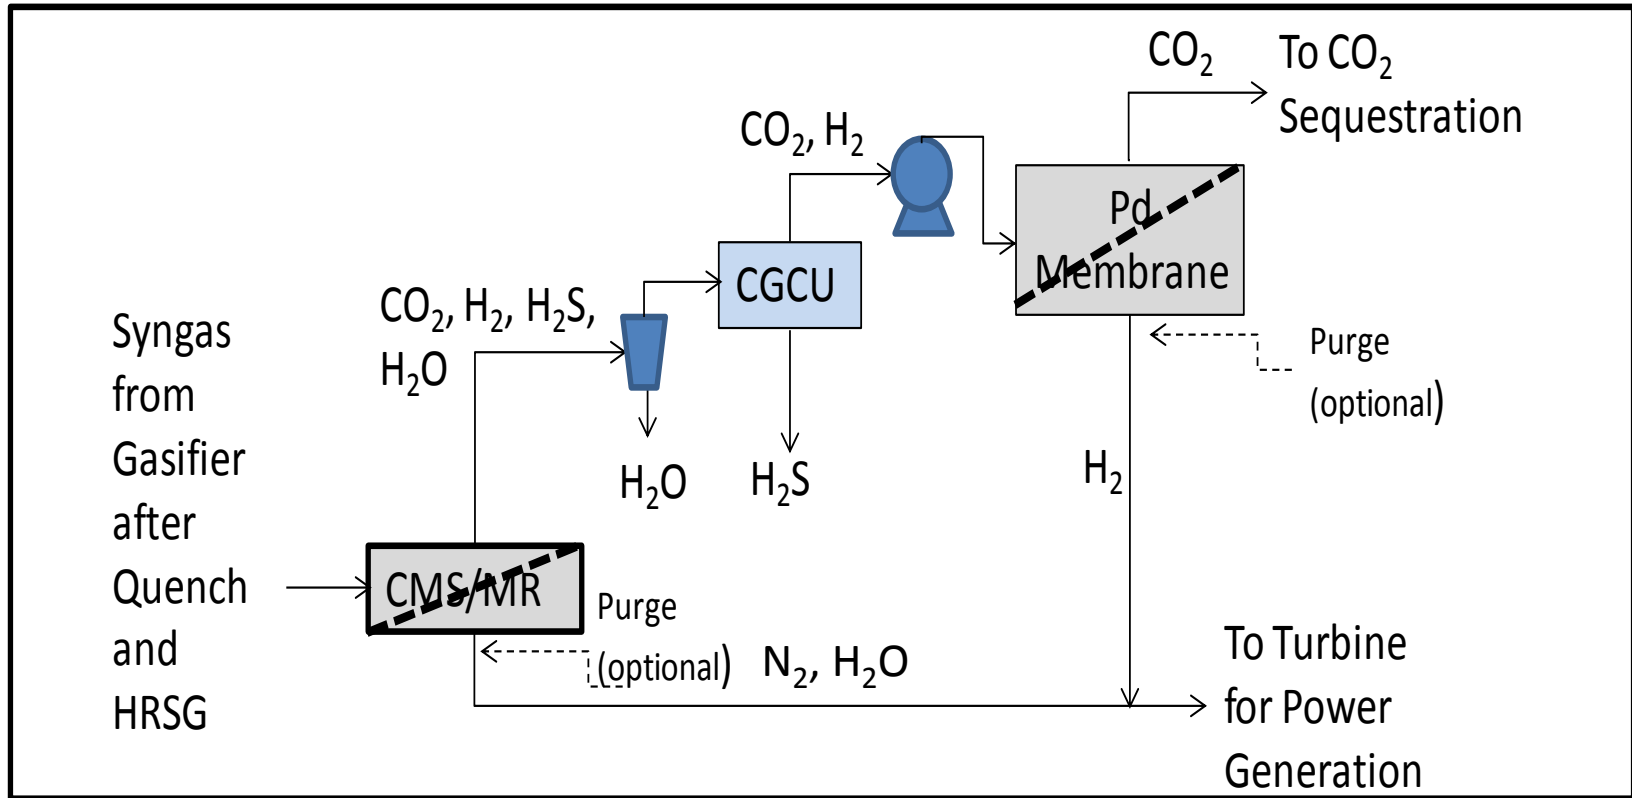 Syngas
from
Gasifier
after
Quench
and
HRSG
CMS/MR
Purge
(optional)
N₂, H₂O
CO₂, H₂, H₂S,
H₂O
H₂O
CGCU
H₂S
CO₂, H₂
Pd
Membrane
CO₂
To CO₂
Sequestration
Purge
(optional)
H₂
To Turbine
for Power
Generation